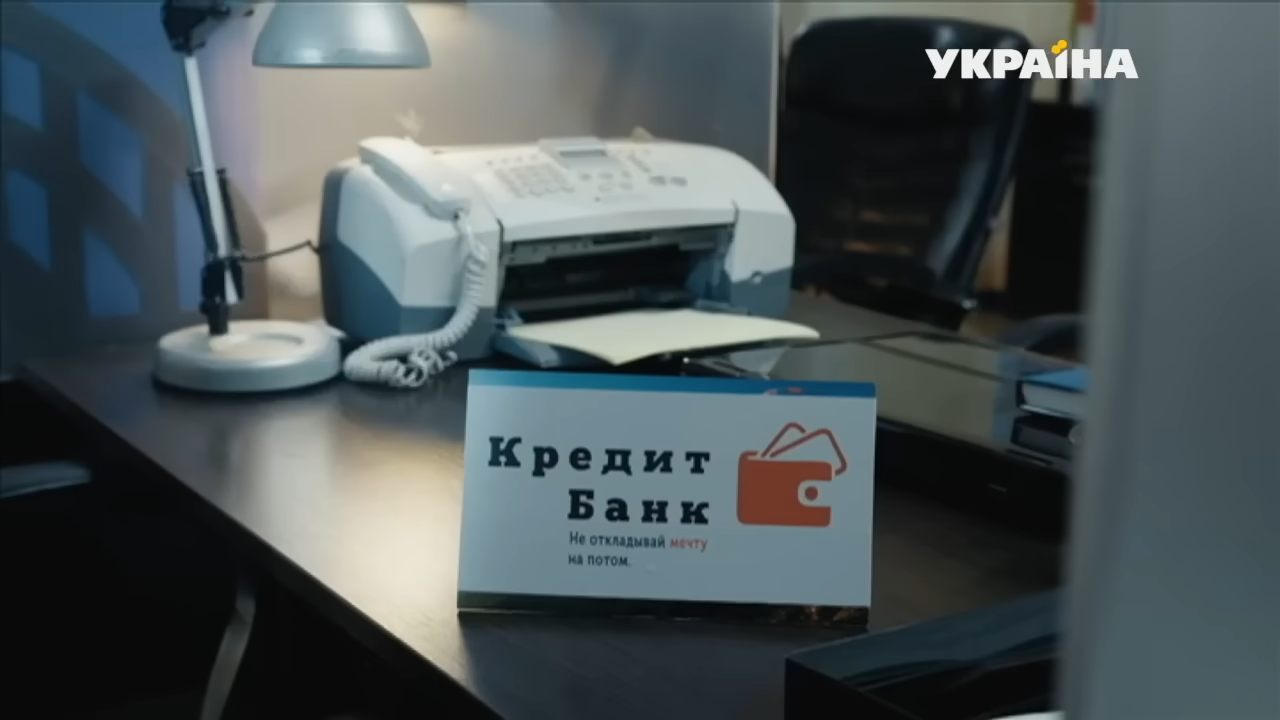 УКРАЇНА
Кредит
Банк
Не откладывай мечту
на потом.